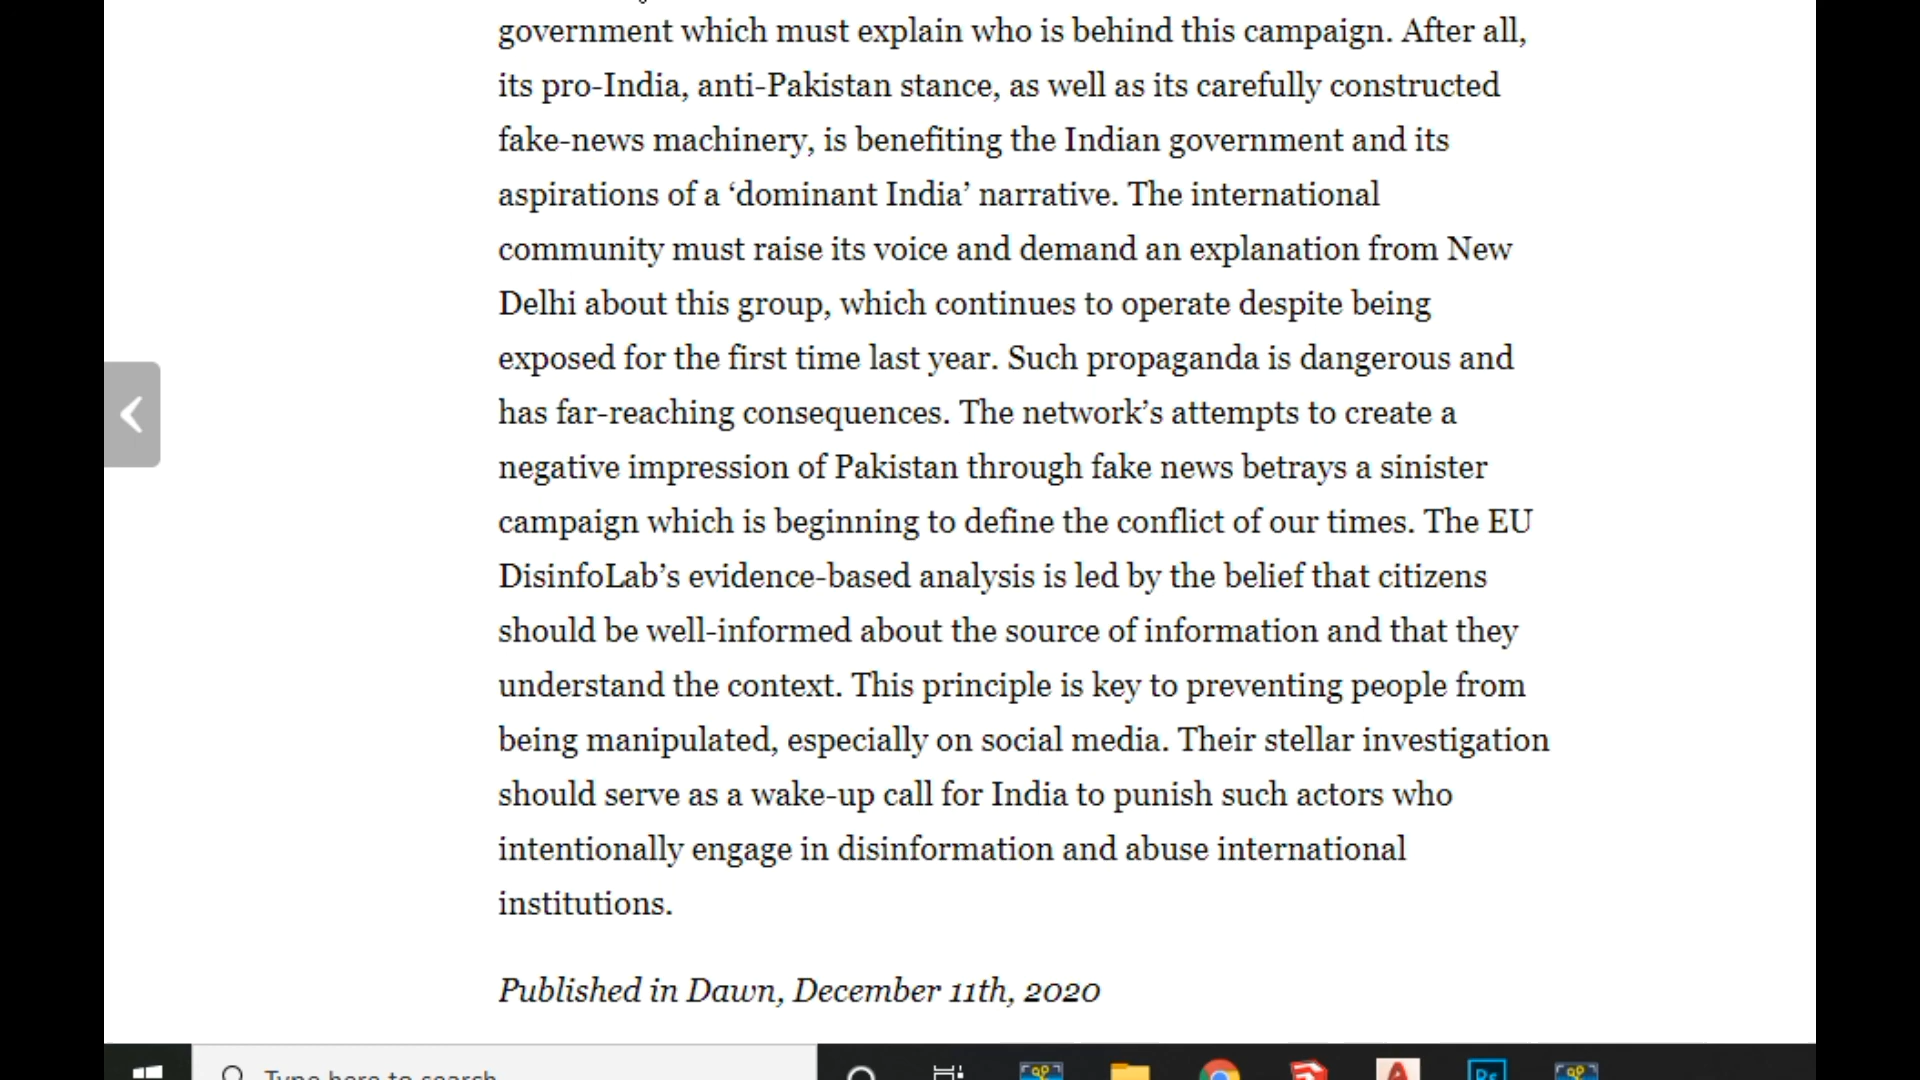 government which must explain who is behind this campaign. After all,
its pro-India, anti-Pakistan stance, as well as its carefully constructed
fake-news machinery, is benefiting the Indian government and its
aspirations of a ‘dominant India’ narrative. The international
community must raise its voice and demand an explanation from New
Delhi about this group, which continues to operate despite being
exposed for the first time last year. Such propaganda is dangerous and
has far-reaching consequences. The network’s attempts to create a
negative impression of Pakistan through fake news betrays a sinister
campaign which is beginning to define the conflict of our times. The EU
DisinfoLab’s evidence-based analysis is led by the belief that citizens
should be well-informed about the source of information and that they
understand the context. This principle is key to preventing people from
being manipulated, especially on social media. Their stellar investigation
should serve as a wake-up call for India to punish such actors who
intentionally engage in disinformation and abuse international
institutions.
Published in Dawn, December 11th, 2020
Type here to search
Ps